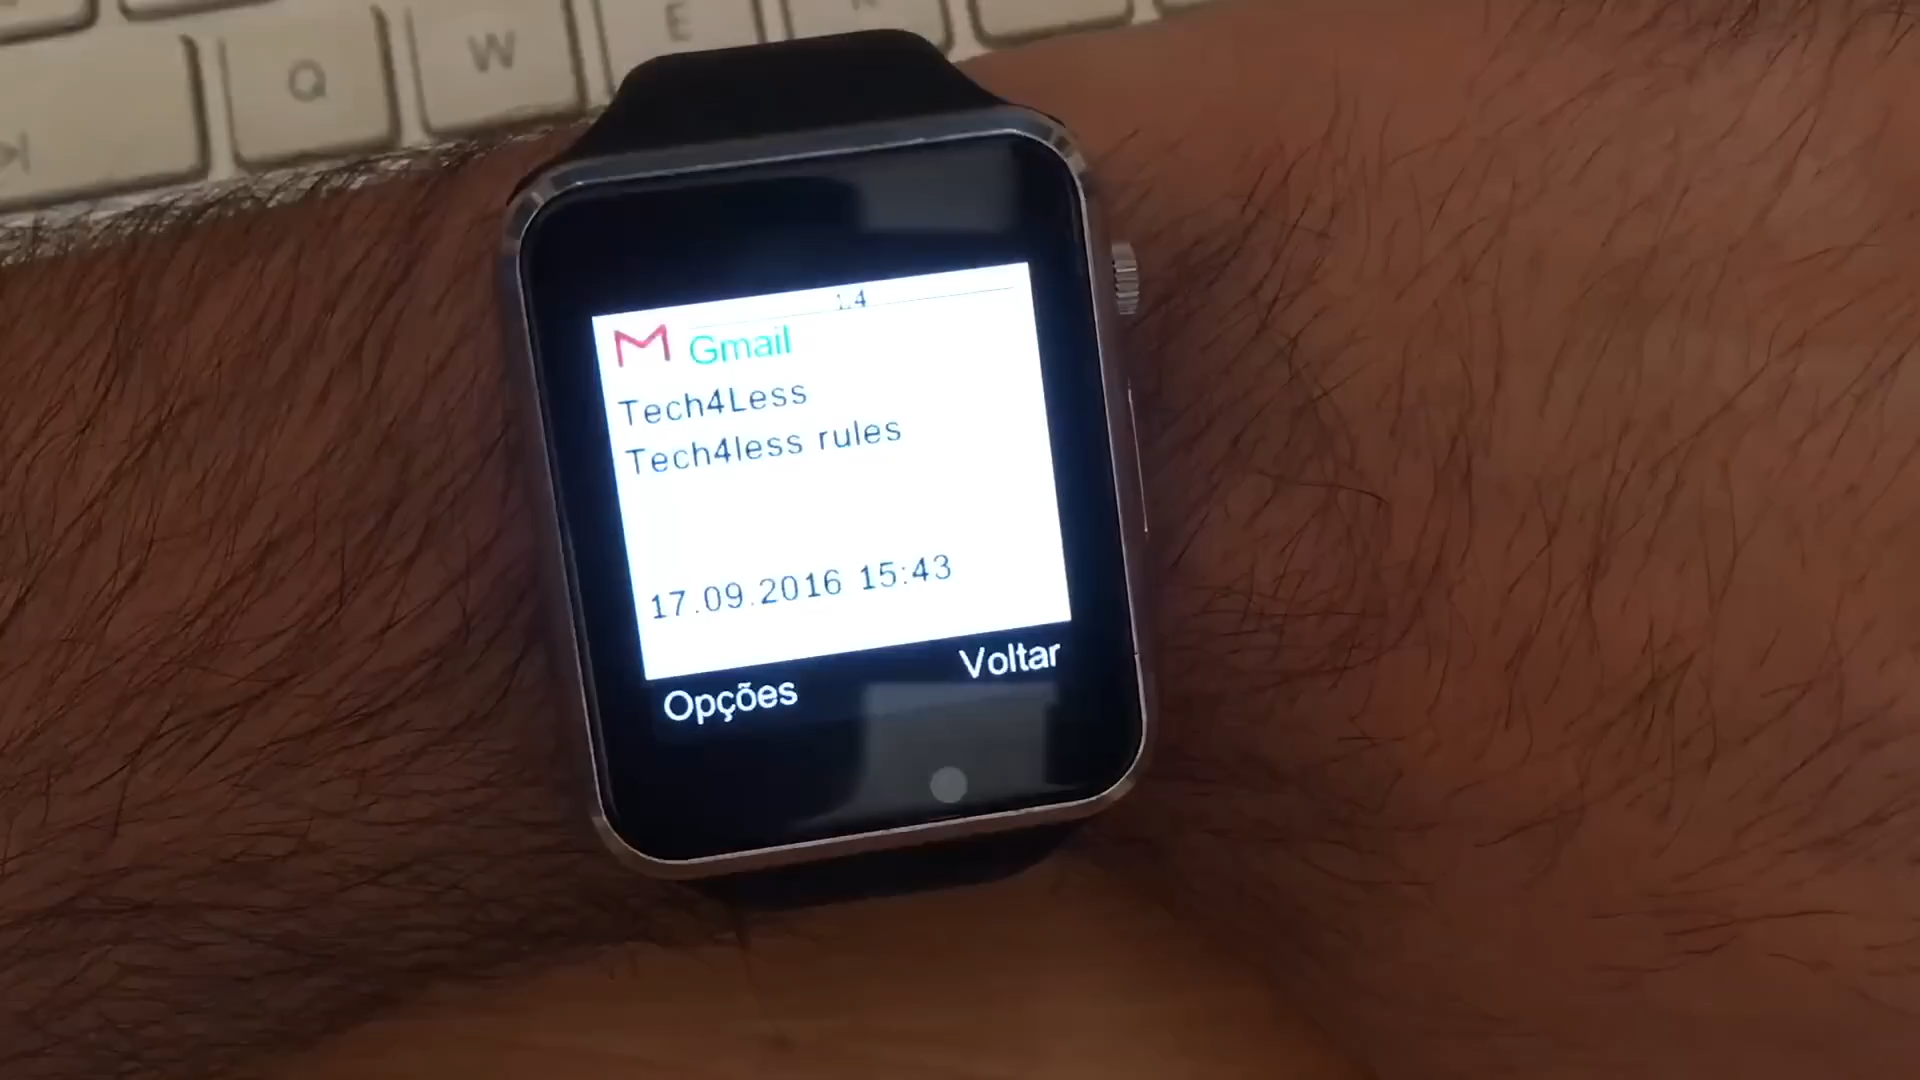 Q W E
1.4
Gmail
Tech4Less
Tech4less rules
17.09.2016 15:43
Opções Voltar